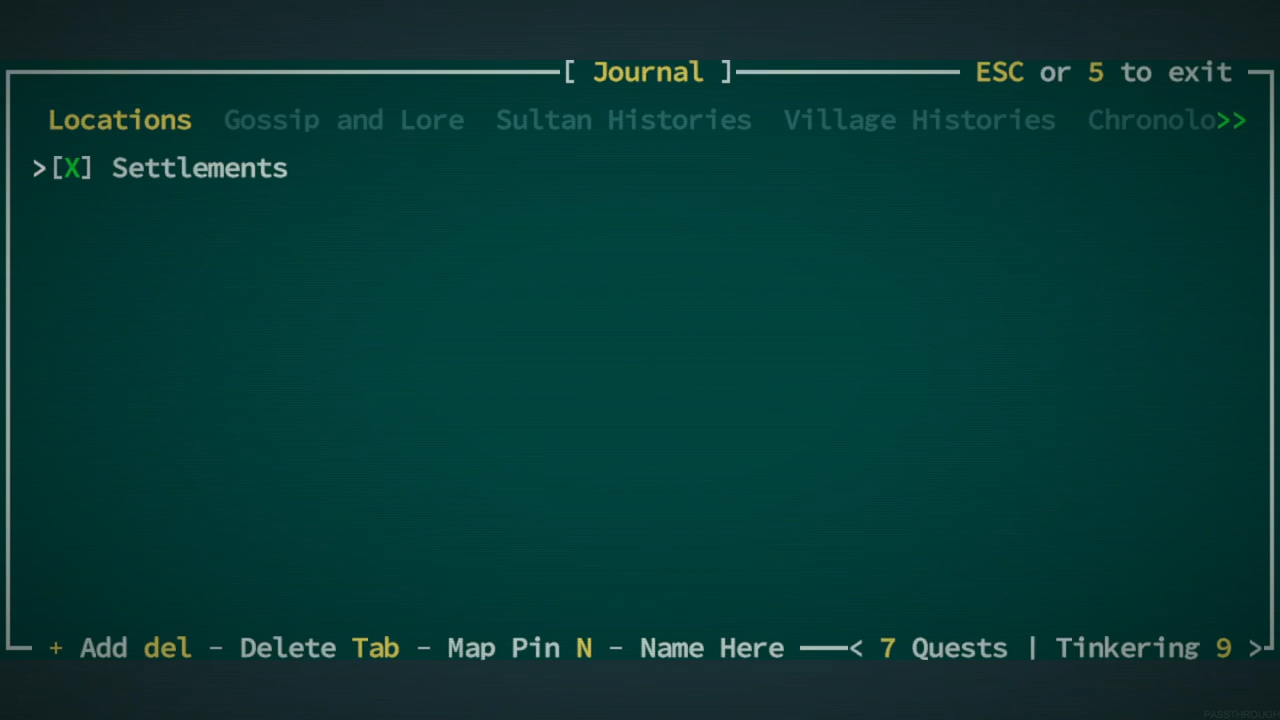 [ Journal ] ESC or 5 to exit
Locations Gossip and Lore Sultan Histories Village Histories Chronolo>>
>[X] Settlements
+ Add del - Delete Tab - Map Pin N - Name Here < 7 Quests | Tinkering 9 >
PASSTHROUGH